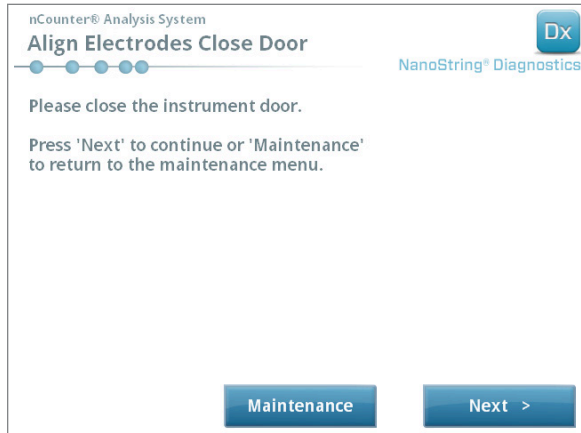 nCounter® Analysis System
Align Electrodes Close Door
Dx
NanoString® Diagnostics
Please close the instrument door.
Press 'Next' to continue or 'Maintenance'
to return to the maintenance menu.
Maintenance
Next >